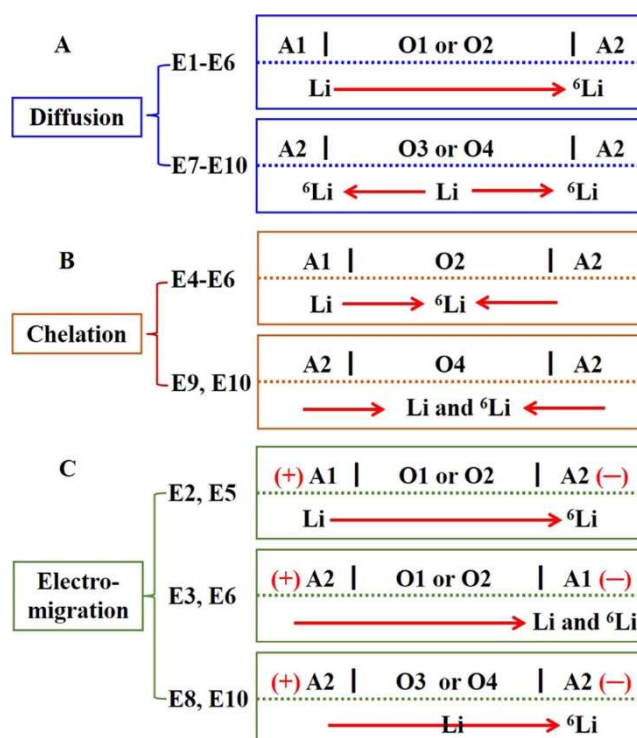 A
Diffusion
E1-E6
A1 | O1 or O2 | A2
Li ⁶Li
E7-E10
A2 | O3 or O4 | A2
⁶Li Li ⁶Li
B
Chelation
E4-E6
A1 | O2 | A2
Li ⁶Li
E9, E10
A2 | O4 | A2
Li and ⁶Li
C
Electro-
migration
E2, E5
(+) A1 | O1 or O2 | A2 (−)
Li ⁶Li
E3, E6
(+) A2 | O1 or O2 | A1 (−)
Li and ⁶Li
E8, E10
(+) A2 | O3 or O4 | A2 (−)
Li ⁶Li